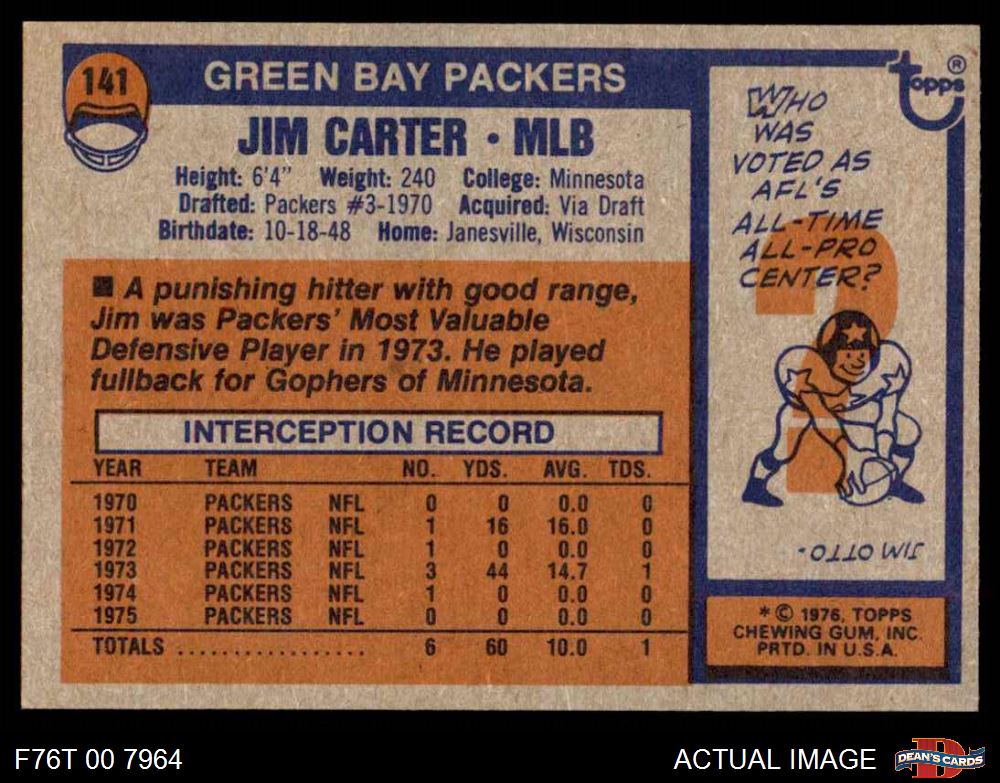 141
GREEN BAY PACKERS
JIM CARTER • MLB
Height: 6'4" Weight: 240 College: Minnesota
Drafted: Packers #3-1970 Acquired: Via Draft
Birthdate: 10-18-48 Home: Janesville, Wisconsin
■ A punishing hitter with good range,
Jim was Packers' Most Valuable
Defensive Player in 1973. He played
fullback for Gophers of Minnesota.
INTERCEPTION RECORD
YEAR TEAM NO. YDS. AVG. TDS.
1970 PACKERS NFL 0 0 0.0 0
1971 PACKERS NFL 1 16 16.0 0
1972 PACKERS NFL 1 0 0.0 0
1973 PACKERS NFL 3 44 14.7 1
1974 PACKERS NFL 1 0 0.0 0
1975 PACKERS NFL 0 0 0.0 0
TOTALS .................. 6 60 10.0 1
topps ®
WHO
WAS
VOTED AS
AFL'S
ALL-TIME
ALL-PRO
CENTER?
?
JIM OTTO.
* © 1976, TOPPS
CHEWING GUM, INC.
PRTD. IN U.S.A.
F76T 00 7964
ACTUAL IMAGE
D
DEAN'S CARDS